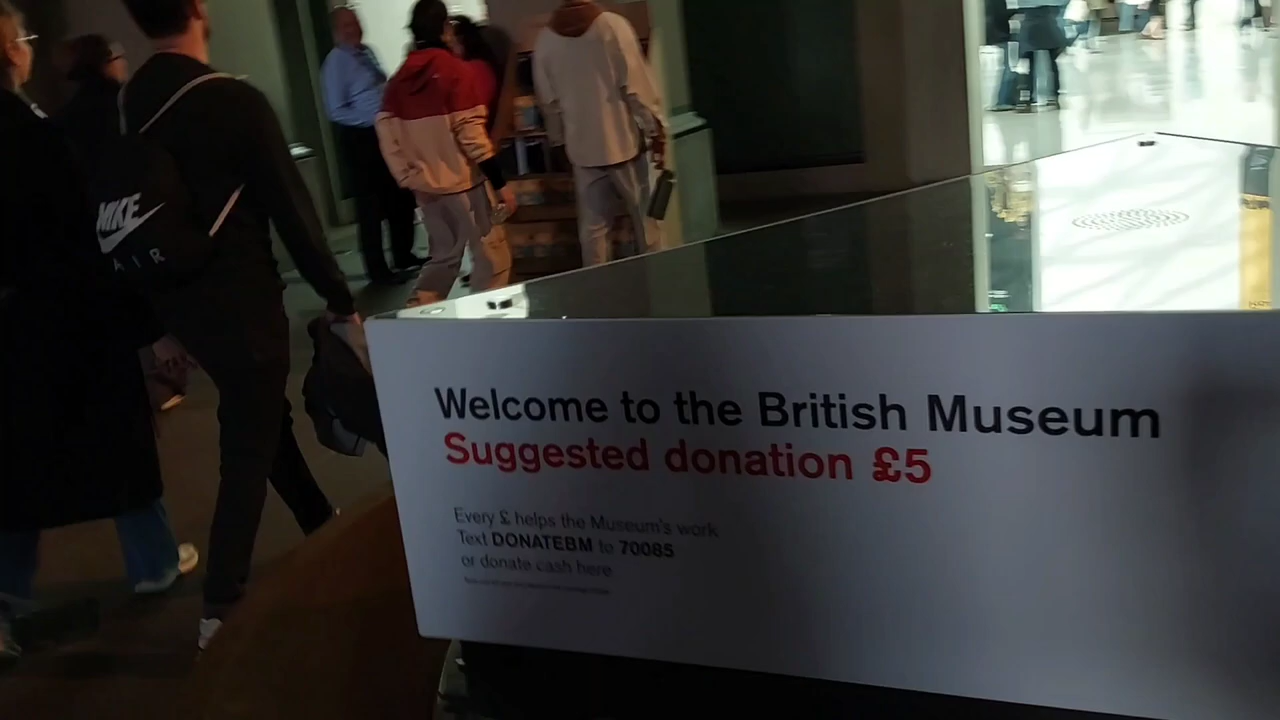 NIKE
AIR
Welcome to the British Museum
Suggested donation £5
Every £ helps the Museum's work
Text DONATEBM to 70085
or donate cash here